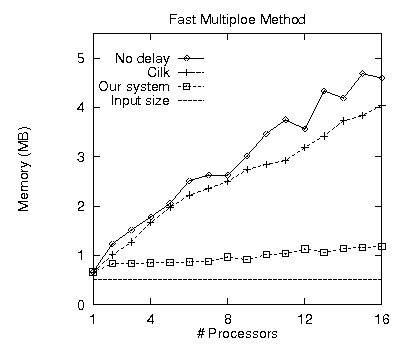 Fast Multiploe Method
No delay
Cilk
Our system
Input size
Memory (MB)
5
4
3
2
1
0
1 4 8 12 16
# Processors